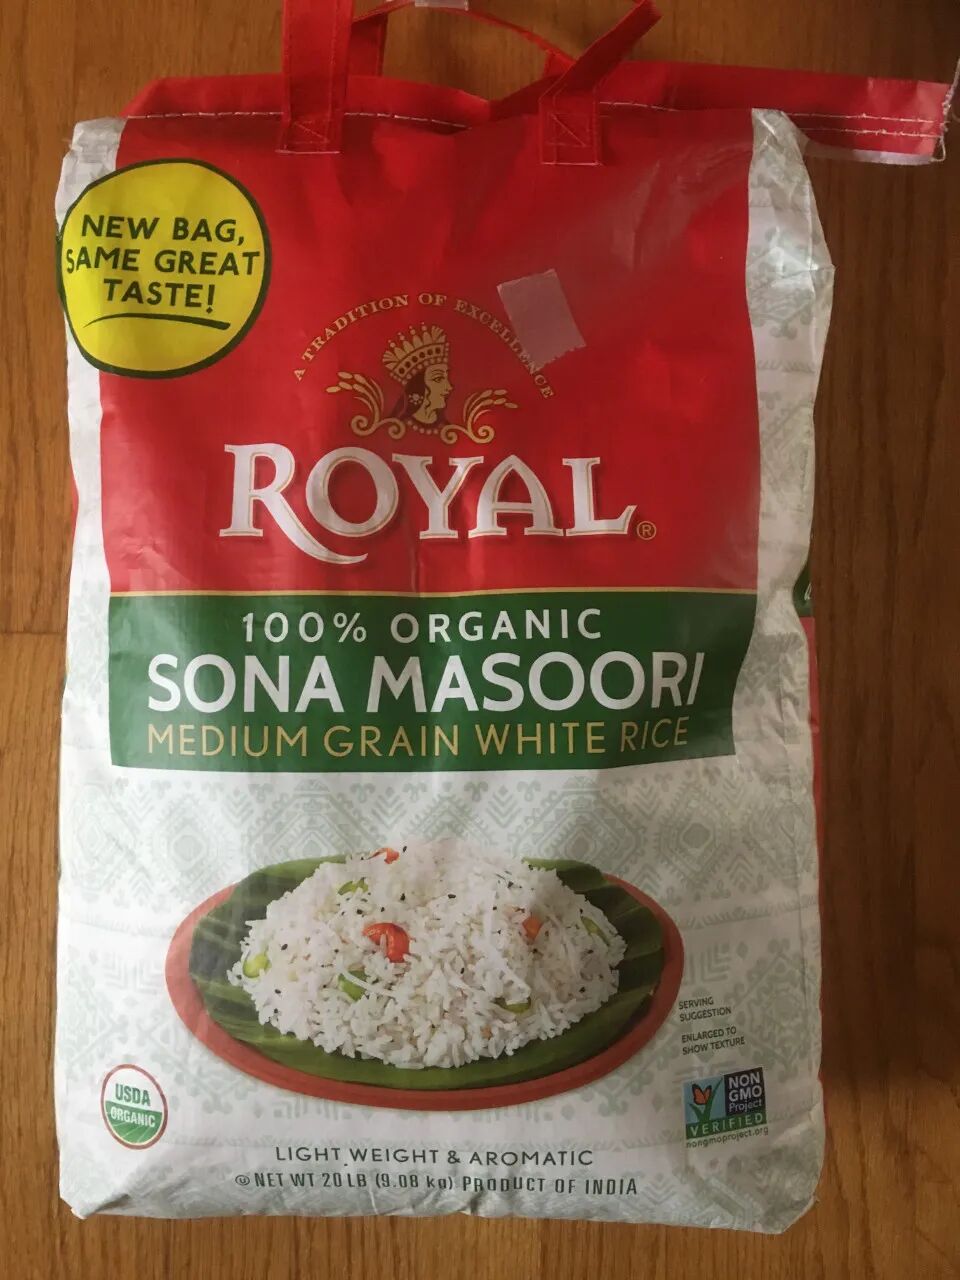 NEW BAG,
SAME GREAT
TASTE!
A TRADITION OF EXCELLENCE
ROYAL®
100% ORGANIC
SONA MASOORI
MEDIUM GRAIN WHITE RICE
SERVING
SUGGESTION
ENLARGED TO
SHOW TEXTURE
USDA
ORGANIC
NON
GMO
Project
VERIFIED
nongmoproject.org
LIGHT WEIGHT & AROMATIC
Ⓤ NET WT 20 LB (9.08 kg) PRODUCT OF INDIA